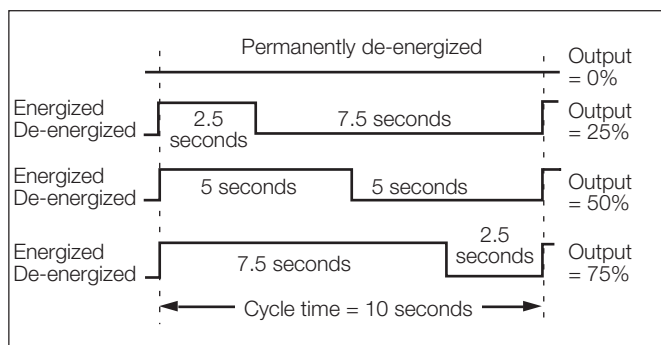 Permanently de-energized
Output
= 0%
Energized
De-energized
2.5
seconds
7.5 seconds
Output
= 25%
Energized
De-energized
5 seconds
5 seconds
Output
= 50%
Energized
De-energized
7.5 seconds
2.5
seconds
Output
= 75%
Cycle time = 10 seconds